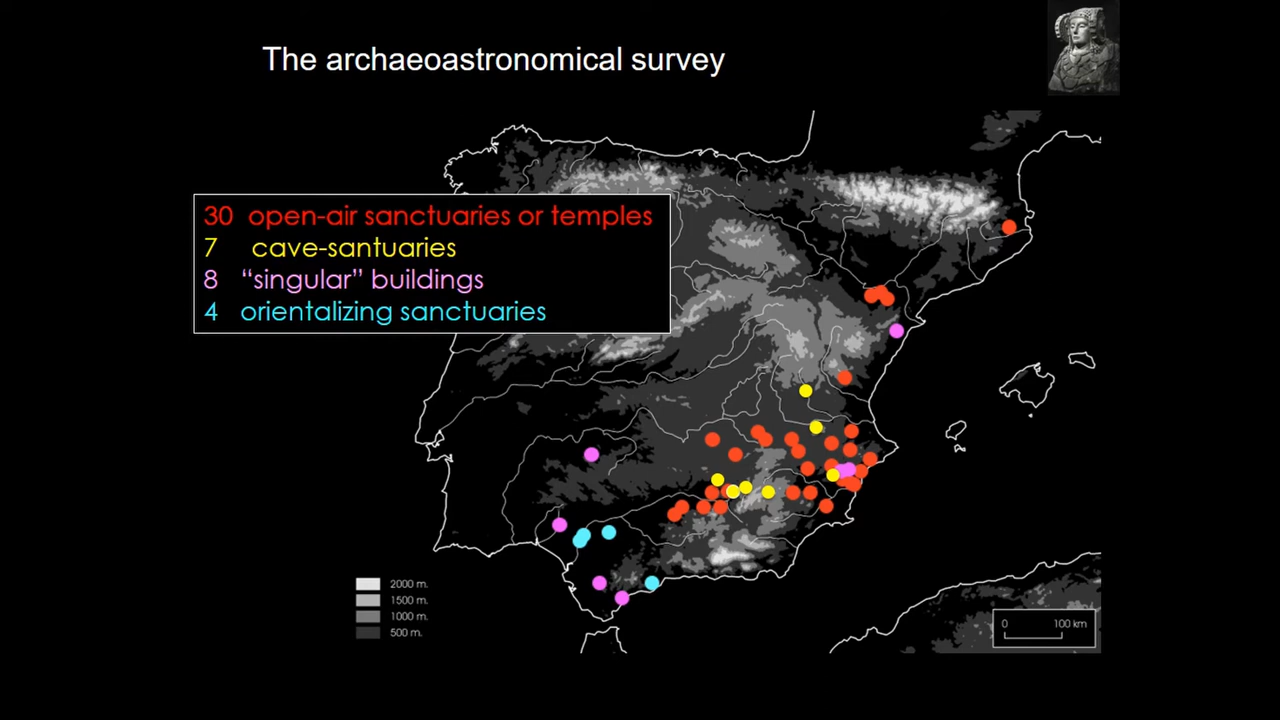 The archaeoastronomical survey
30 open-air sanctuaries or temples
7 cave-santuaries
8 “singular” buildings
4 orientalizing sanctuaries
2000 m.
1500 m.
1000 m.
500 m.
0 100 km